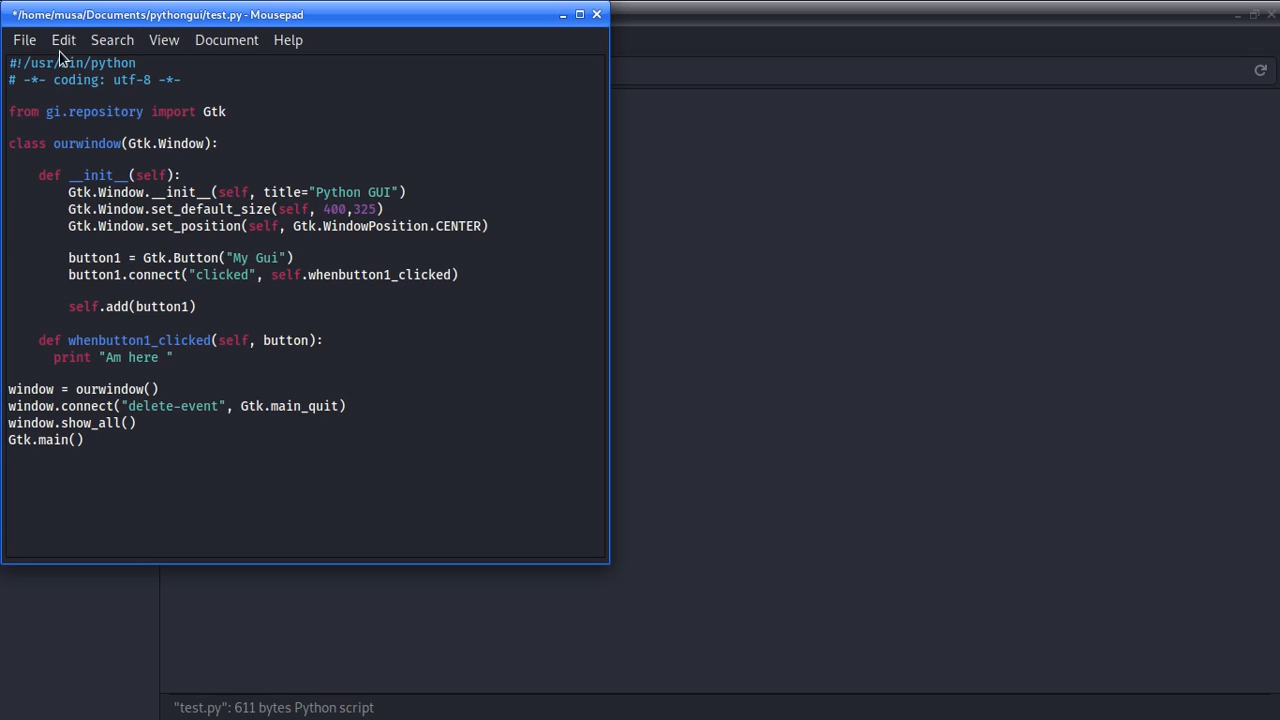 */home/musa/Documents/pythongui/test.py - Mousepad
File Edit Search View Document Help
#!/usr/bin/python
# -*- coding: utf-8 -*-
from gi.repository import Gtk
class ourwindow(Gtk.Window):
def __init__(self):
Gtk.Window.__init__(self, title="Python GUI")
Gtk.Window.set_default_size(self, 400,325)
Gtk.Window.set_position(self, Gtk.WindowPosition.CENTER)
button1 = Gtk.Button("My Gui")
button1.connect("clicked", self.whenbutton1_clicked)
self.add(button1)
def whenbutton1_clicked(self, button):
print "Am here "
window = ourwindow()
window.connect("delete-event", Gtk.main_quit)
window.show_all()
Gtk.main()
"test.py": 611 bytes Python script